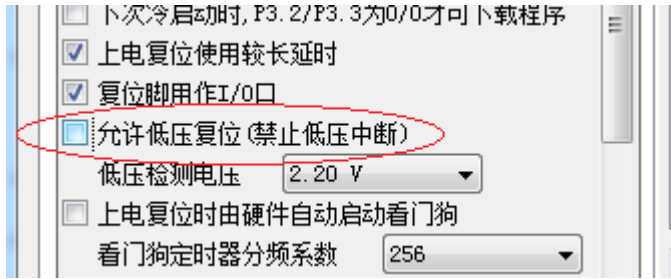 下次冷启动时,P3.2/P3.3为0/0才可下载程序
上电复位使用较长延时
复位脚用作I/O口
允许低压复位(禁止低压中断)
低压检测电压 2.20 V
上电复位时由硬件自动启动看门狗
看门狗定时器分频系数 256